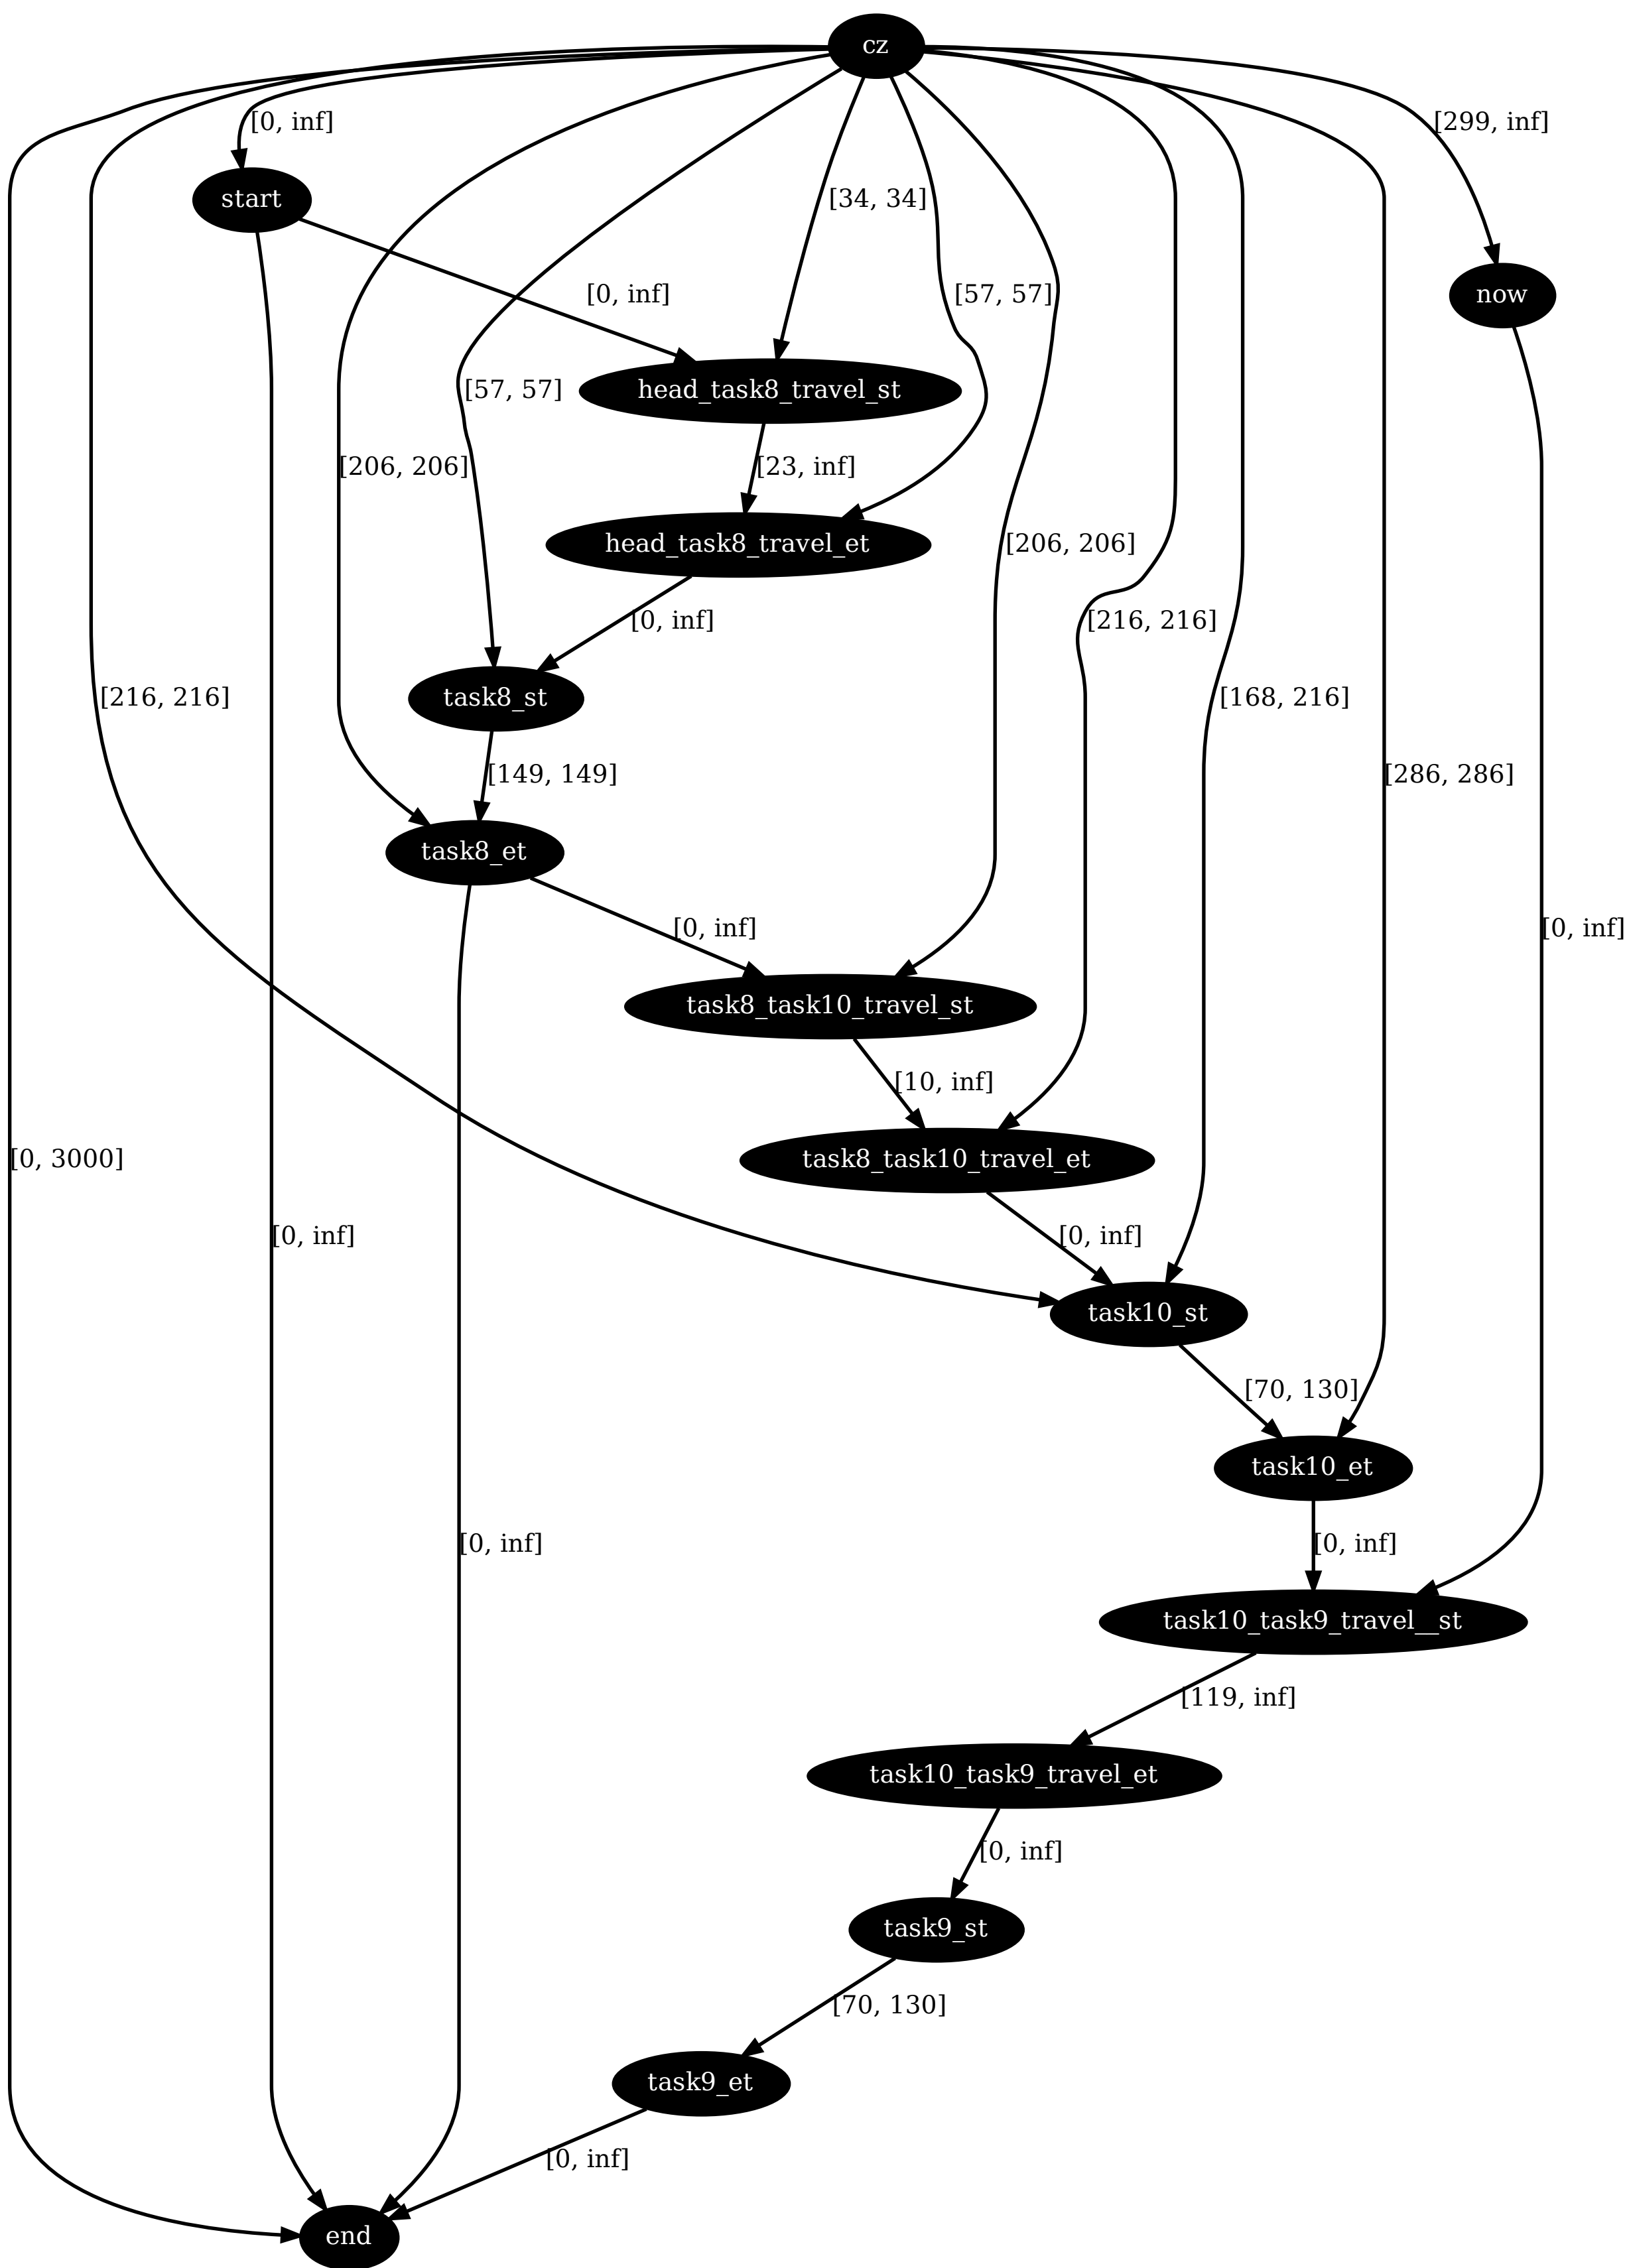 cz
[0, inf]
[299, inf]
start
[34, 34]
now
[0, inf]
[57, 57]
head_task8_travel_st
[57, 57]
[206, 206]
[23, inf]
head_task8_travel_et
[206, 206]
[0, inf]
[216, 216]
task8_st
[216, 216]
[168, 216]
[149, 149]
[286, 286]
task8_et
[0, inf]
[0, inf]
task8_task10_travel_st
[10, inf]
task8_task10_travel_et
[0, 3000]
[0, inf]
[0, inf]
task10_st
[70, 130]
task10_et
[0, inf]
[0, inf]
task10_task9_travel__st
[119, inf]
task10_task9_travel_et
[0, inf]
task9_st
[70, 130]
task9_et
[0, inf]
end